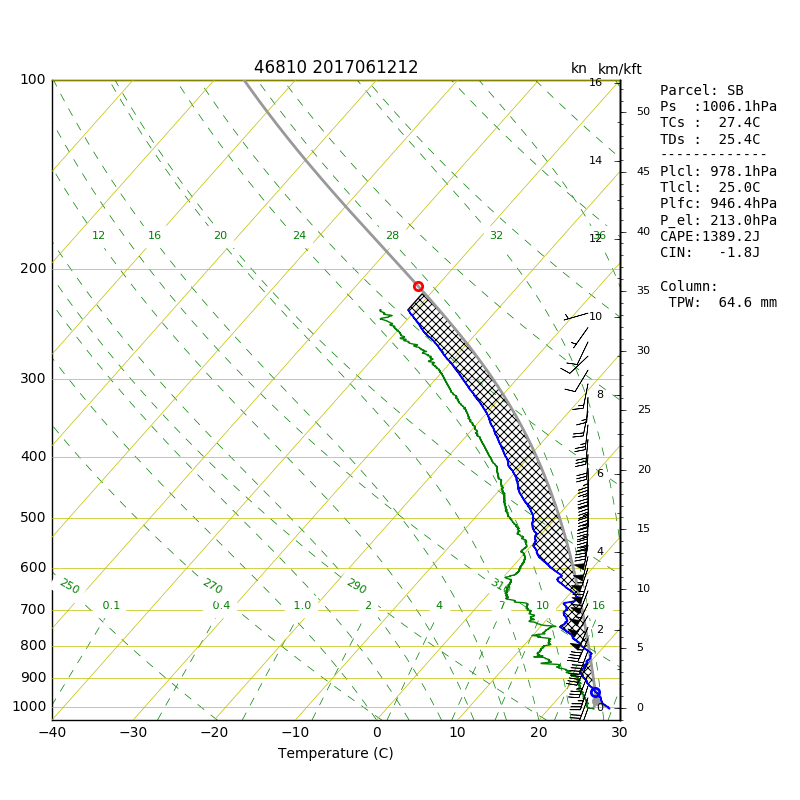 46810 2017061212
kn km/kft
100
200
300
400
500
600
700
800
900
1000
16
14
12
10
8
6
4
2
0
50
45
40
35
30
25
20
15
10
5
0
12 16 20 24 28 32 36
250 270 290 310
0.1 0.4 1.0 2 4 7 10 16
−40 −30 −20 −10 0 10 20 30
Temperature (C)
Parcel: SB
Ps :1006.1hPa
TCs : 27.4C
TDs : 25.4C
-------------
Plcl: 978.1hPa
Tlcl: 25.0C
Plfc: 946.4hPa
P_el: 213.0hPa
CAPE:1389.2J
CIN: -1.8J
Column:
TPW: 64.6 mm